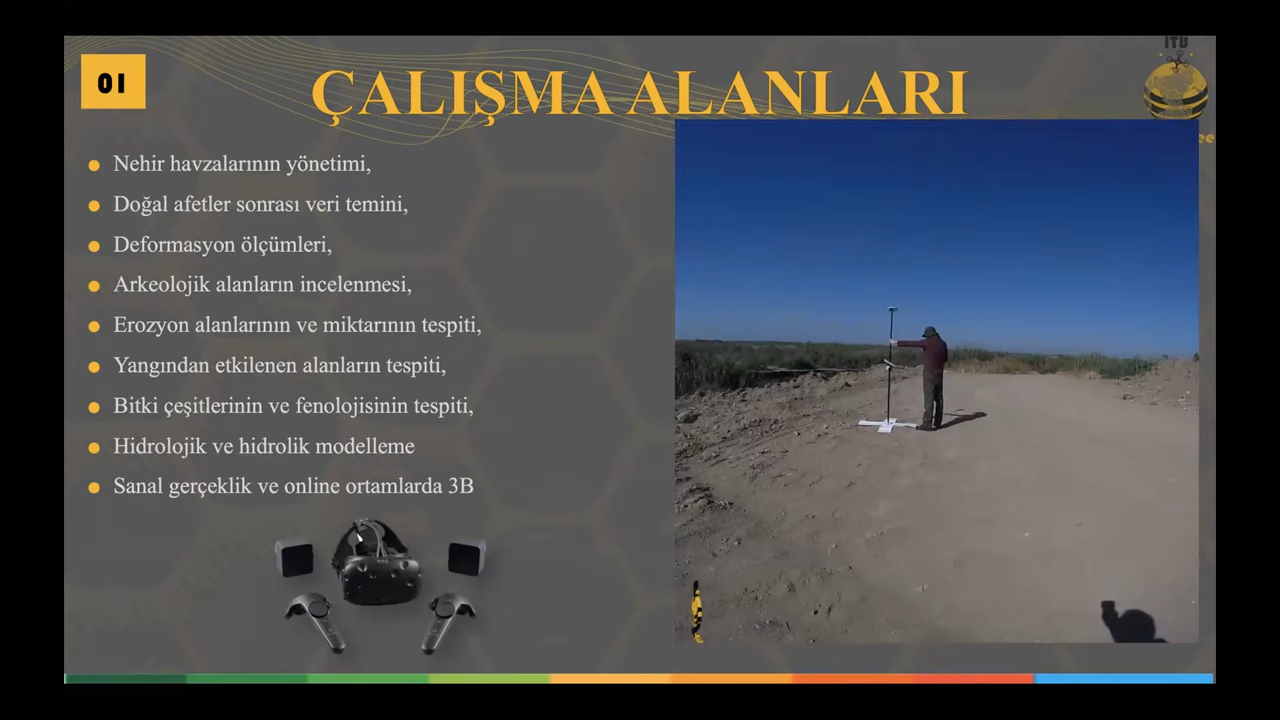 01
ÇALIŞMA ALANLARI
İTÜ
Nehir havzalarının yönetimi,
Doğal afetler sonrası veri temini,
Deformasyon ölçümleri,
Arkeolojik alanların incelenmesi,
Erozyon alanlarının ve miktarının tespiti,
Yangından etkilenen alanların tespiti,
Bitki çeşitlerinin ve fenolojisinin tespiti,
Hidrolojik ve hidrolik modelleme
Sanal gerçeklik ve online ortamlarda 3B